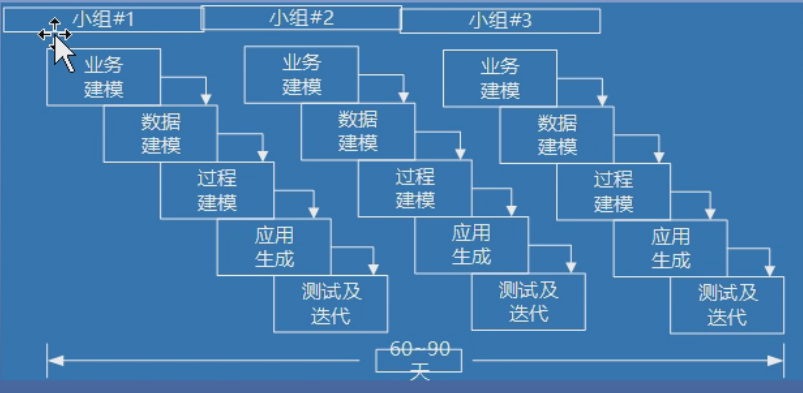 小组#1
小组#2
小组#3
业务
建模
数据
建模
过程
建模
应用
生成
测试及
迭代
业务
建模
数据
建模
过程
建模
应用
生成
测试及
迭代
业务
建模
数据
建模
过程
建模
应用
生成
测试及
迭代
60~90
天